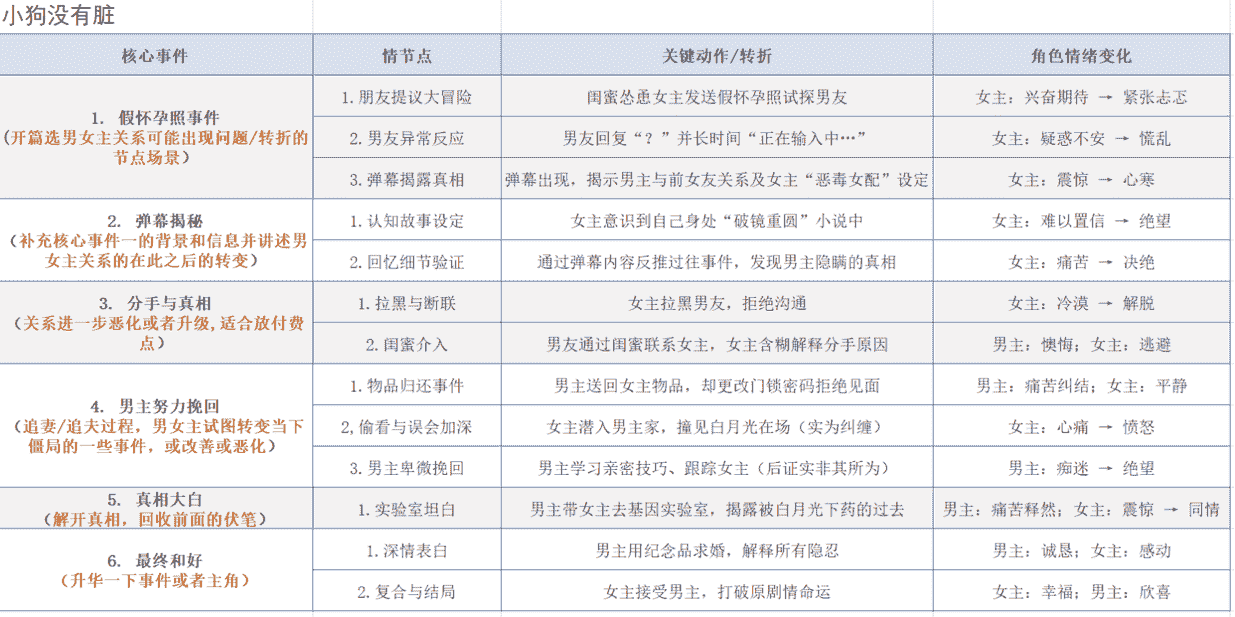 小狗没有脏
核心事件 情节点 关键动作/转折 角色情绪变化
1. 假怀孕照事件
(开篇选男女主关系可能出现问题/转折的
节点场景)
1.朋友提议大冒险 闺蜜怂恿女主发送假怀孕照试探男友 女主：兴奋期待 → 紧张忐忑
2.男友异常反应 男友回复“？”并长时间“正在输入中…” 女主：疑惑不安 → 慌乱
3.弹幕揭露真相 弹幕出现，揭示男主与前女友关系及女主“恶毒女配”设定 女主：震惊 → 心寒
2. 弹幕揭秘
（补充核心事件一的背景和信息并讲述男
女主关系的在此之后的转变）
1.认知故事设定 女主意识到自己身处“破镜重圆”小说中 女主：难以置信 → 绝望
2.回忆细节验证 通过弹幕内容反推过往事件，发现男主隐瞒的真相 女主：痛苦 → 决绝
3. 分手与真相
（关系进一步恶化或者升级,适合放付费
点）
1.拉黑与断联 女主拉黑男友，拒绝沟通 女主：冷漠 → 解脱
2.闺蜜介入 男友通过闺蜜联系女主，女主含糊解释分手原因 男主：懊悔；女主：逃避
4. 男主努力挽回
（追妻/追夫过程，男女主试图转变当下
僵局的一些事件，或改善或恶化）
1.物品归还事件 男主送回女主物品，却更改门锁密码拒绝见面 男主：痛苦纠结；女主：平静
2,偷看与误会加深 女主潜入男主家，撞见白月光在场（实为纠缠） 女主：心痛 → 愤怒
3.男主卑微挽回 男主学习亲密技巧、跟踪女主（后证实非其所为） 男主：痴迷 → 绝望
5. 真相大白
（解开真相，回收前面的伏笔）
1.实验室坦白 男主带女主去基因实验室，揭露被白月光下药的过去 男主：痛苦释然；女主：震惊 → 同情
6. 最终和好
（升华一下事件或者主角）
1.深情表白 男主用纪念品求婚，解释所有隐忍 男主：诚恳；女主：感动
2.复合与结局 女主接受男主，打破原剧情命运 女主：幸福；男主：欣喜